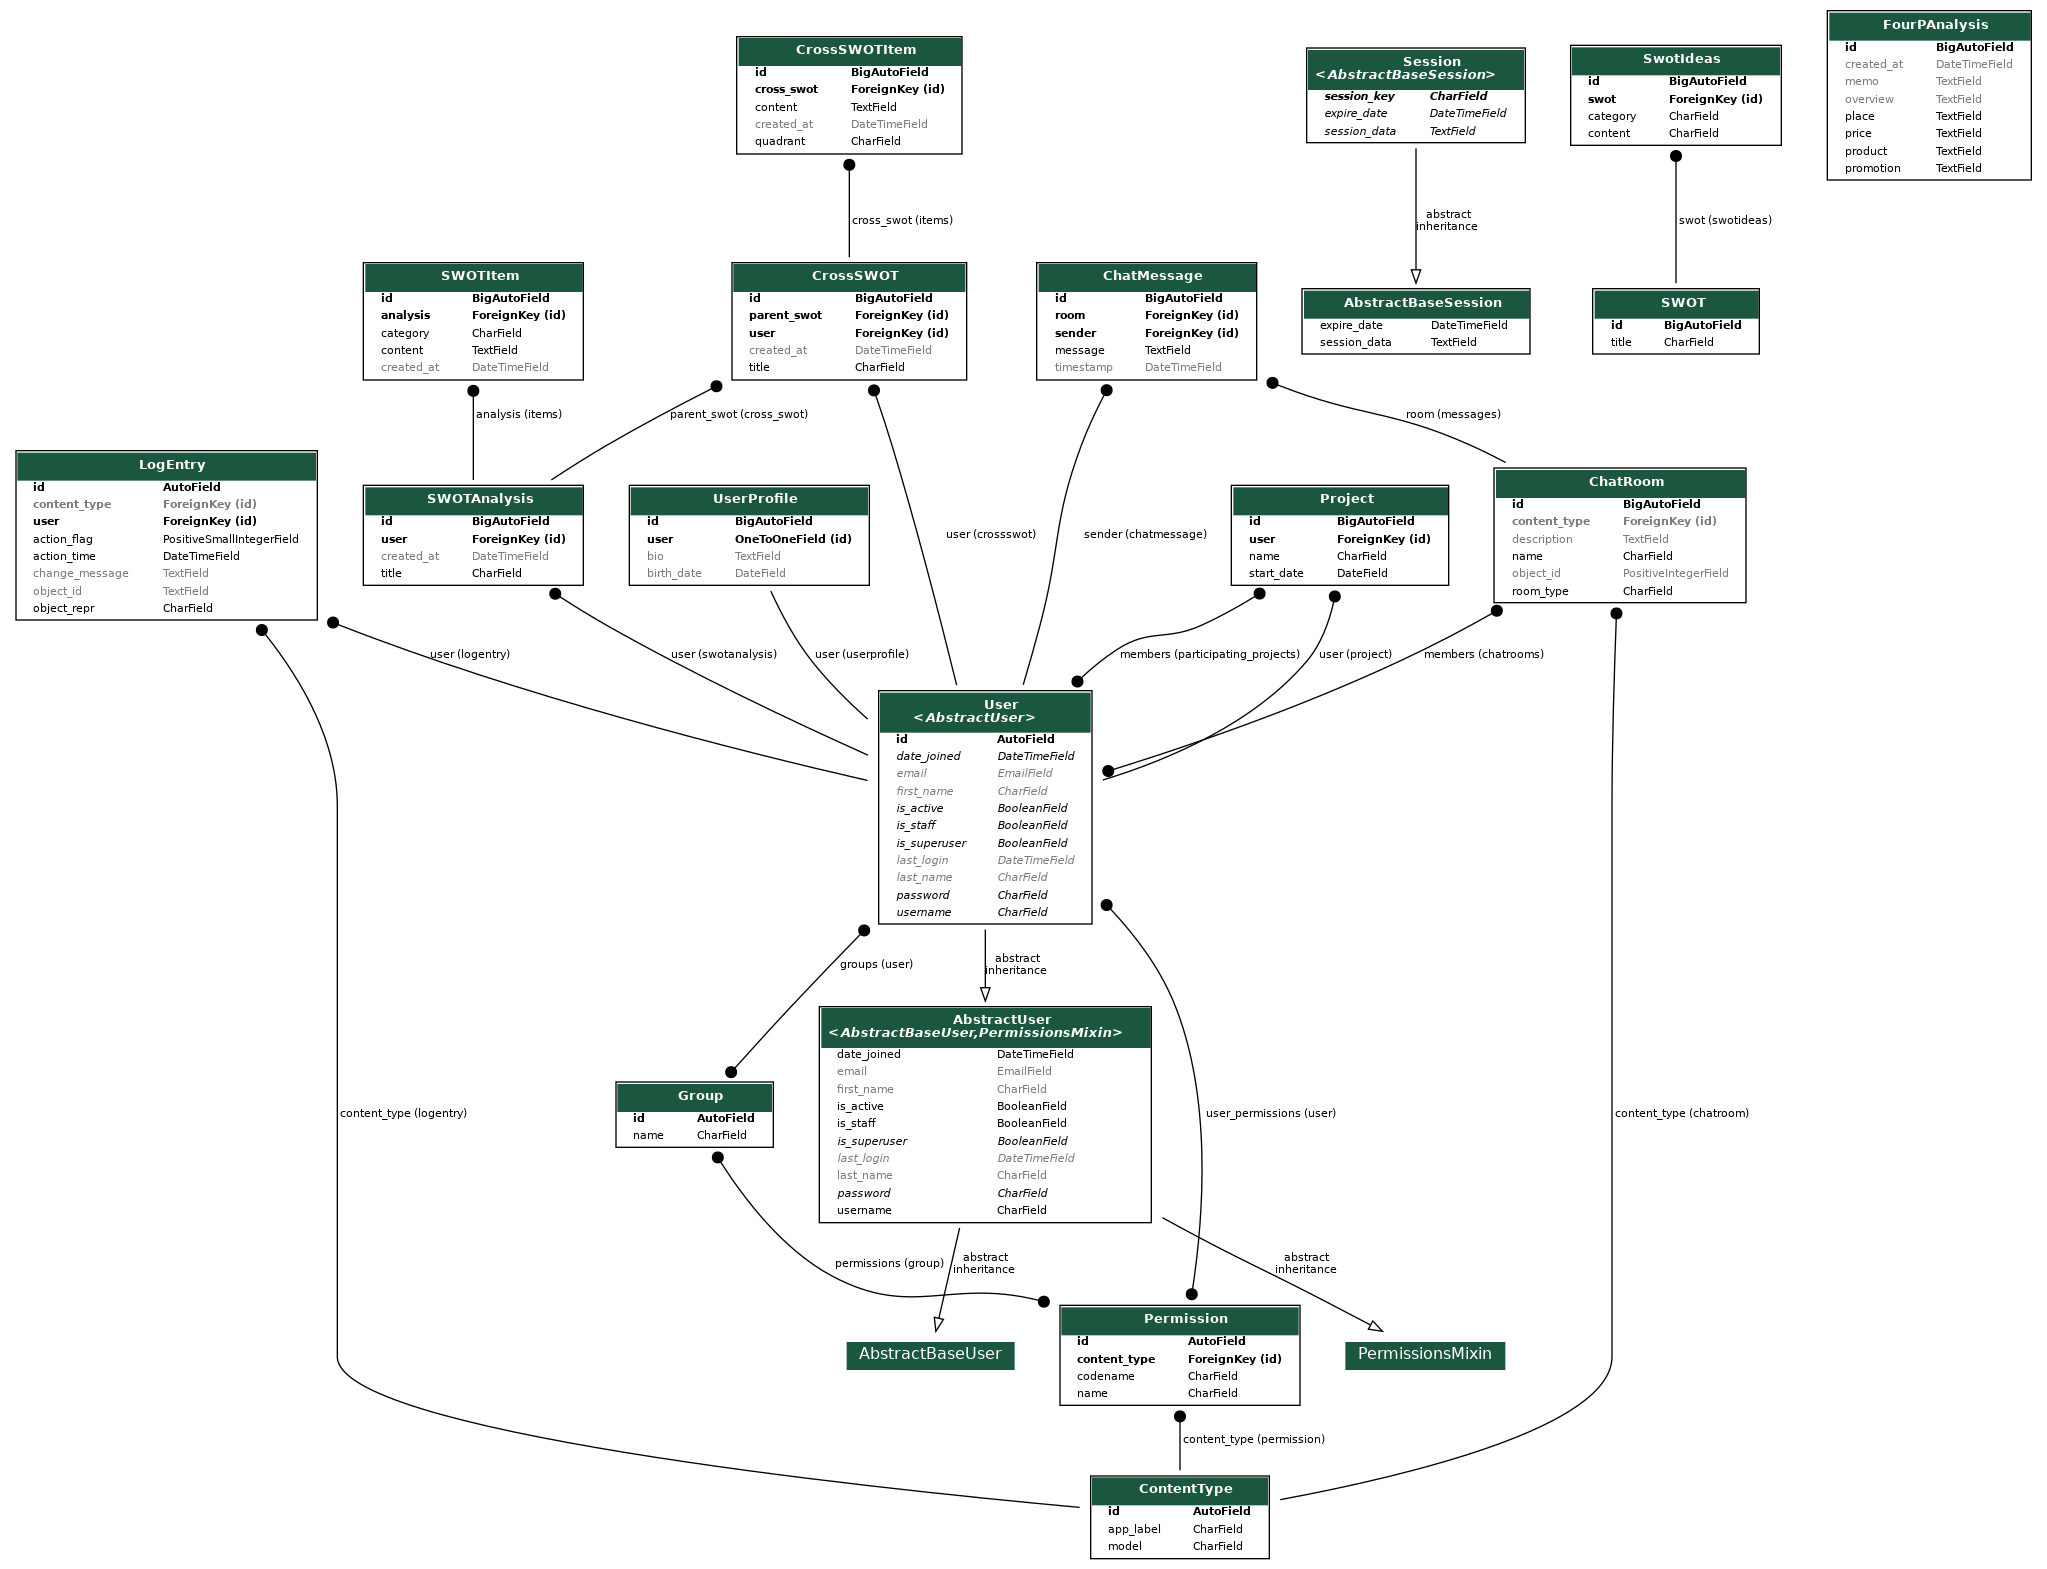 CrossSWOTItem
id BigAutoField
cross_swot ForeignKey (id)
content TextField
created_at DateTimeField
quadrant CharField
Session
<AbstractBaseSession>
session_key CharField
expire_date DateTimeField
session_data TextField
SwotIdeas
id BigAutoField
swot ForeignKey (id)
category CharField
content CharField
FourPAnalysis
id BigAutoField
created_at DateTimeField
memo TextField
overview TextField
place TextField
price TextField
product TextField
promotion TextField
cross_swot (items)
abstract
inheritance
swot (swotideas)
SWOTItem
id BigAutoField
analysis ForeignKey (id)
category CharField
content TextField
created_at DateTimeField
CrossSWOT
id BigAutoField
parent_swot ForeignKey (id)
user ForeignKey (id)
created_at DateTimeField
title CharField
ChatMessage
id BigAutoField
room ForeignKey (id)
sender ForeignKey (id)
message TextField
timestamp DateTimeField
AbstractBaseSession
expire_date DateTimeField
session_data TextField
SWOT
id BigAutoField
title CharField
analysis (items)
parent_swot (cross_swot)
room (messages)
LogEntry
id AutoField
content_type ForeignKey (id)
user ForeignKey (id)
action_flag PositiveSmallIntegerField
action_time DateTimeField
change_message TextField
object_id TextField
object_repr CharField
SWOTAnalysis
id BigAutoField
user ForeignKey (id)
created_at DateTimeField
title CharField
UserProfile
id BigAutoField
user OneToOneField (id)
bio TextField
birth_date DateField
user (crossswot)
sender (chatmessage)
Project
id BigAutoField
user ForeignKey (id)
name CharField
start_date DateField
ChatRoom
id BigAutoField
content_type ForeignKey (id)
description TextField
name CharField
object_id PositiveIntegerField
room_type CharField
user (logentry)
user (swotanalysis)
user (userprofile)
members (participating_projects)
user (project)
members (chatrooms)
User
<AbstractUser>
id AutoField
date_joined DateTimeField
email EmailField
first_name CharField
is_active BooleanField
is_staff BooleanField
is_superuser BooleanField
last_login DateTimeField
last_name CharField
password CharField
username CharField
groups (user)
abstract
inheritance
AbstractUser
<AbstractBaseUser,PermissionsMixin>
date_joined DateTimeField
email EmailField
first_name CharField
is_active BooleanField
is_staff BooleanField
is_superuser BooleanField
last_login DateTimeField
last_name CharField
password CharField
username CharField
Group
id AutoField
name CharField
content_type (logentry)
user_permissions (user)
content_type (chatroom)
permissions (group)
abstract
inheritance
abstract
inheritance
AbstractBaseUser
Permission
id AutoField
content_type ForeignKey (id)
codename CharField
name CharField
PermissionsMixin
content_type (permission)
ContentType
id AutoField
app_label CharField
model CharField